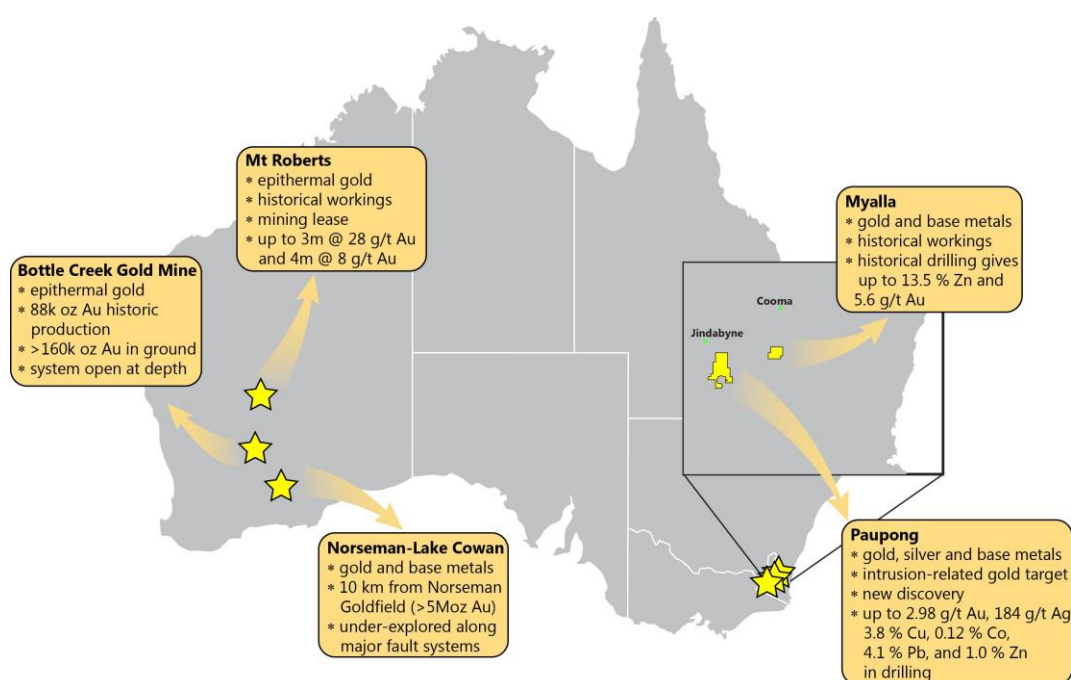 Mt Roberts
* epithermal gold
* historical workings
* mining lease
* up to 3m @ 28 g/t Au
and 4m @ 8 g/t Au
Bottle Creek Gold Mine
* epithermal gold
* 88k oz Au historic
production
* >160k oz Au in ground
* system open at depth
Myalla
* gold and base metals
* historical workings
* historical drilling gives
up to 13.5 % Zn and
5.6 g/t Au
Cooma
Jindabyne
Norseman-Lake Cowan
* gold and base metals
* 10 km from Norseman
Goldfield (>5Moz Au)
* under-explored along
major fault systems
Paupong
* gold, silver and base metals
* intrusion-related gold target
* new discovery
* up to 2.98 g/t Au, 184 g/t Ag
3.8 % Cu, 0.12 % Co,
4.1 % Pb, and 1.0 % Zn
in drilling